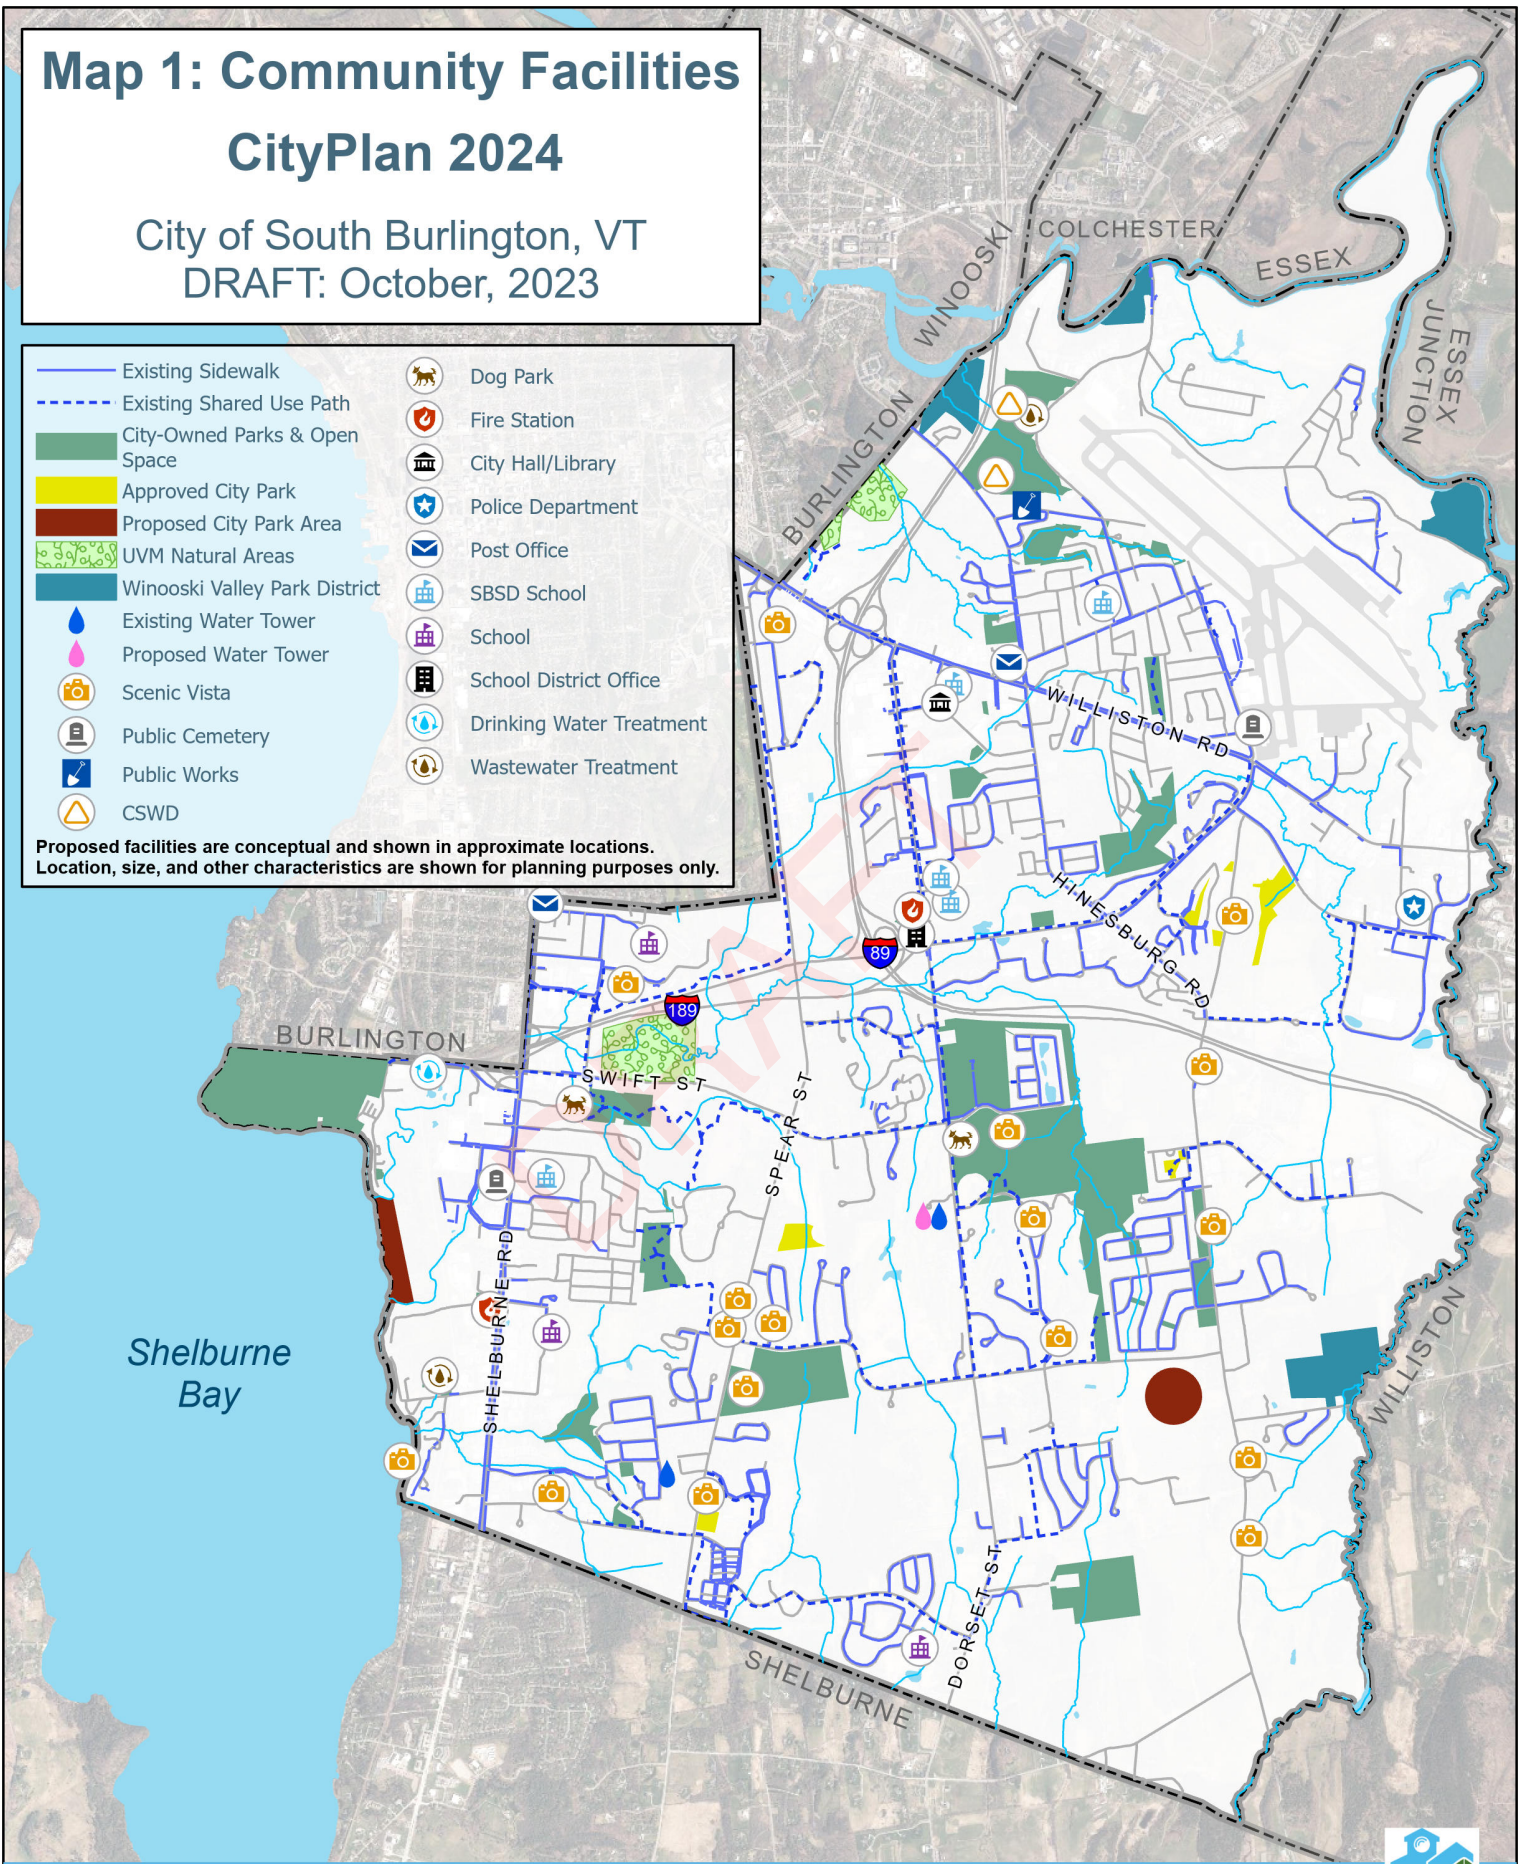 Map 1: Community Facilities
CityPlan 2024
City of South Burlington, VT
DRAFT: October, 2023
Existing Sidewalk
Existing Shared Use Path
City-Owned Parks & Open
Space
Approved City Park
Proposed City Park Area
UVM Natural Areas
Winooski Valley Park District
Existing Water Tower
Proposed Water Tower
Scenic Vista
Public Cemetery
Public Works
CSWD
Dog Park
Fire Station
City Hall/Library
Police Department
Post Office
SBSD School
School
School District Office
Drinking Water Treatment
Wastewater Treatment
Proposed facilities are conceptual and shown in approximate locations.
Location, size, and other characteristics are shown for planning purposes only.
COLCHESTER
WINOOSKI
ESSEX
ESSEX
JUNCTION
BURLINGTON
WILLISTON RD
HINESBURG RD
89
189
BURLINGTON
SWIFT ST
SPEAR ST
SHELBURNE RD
Shelburne
Bay
WILLISTON
DORSET ST
SHELBURNE
DRAFT